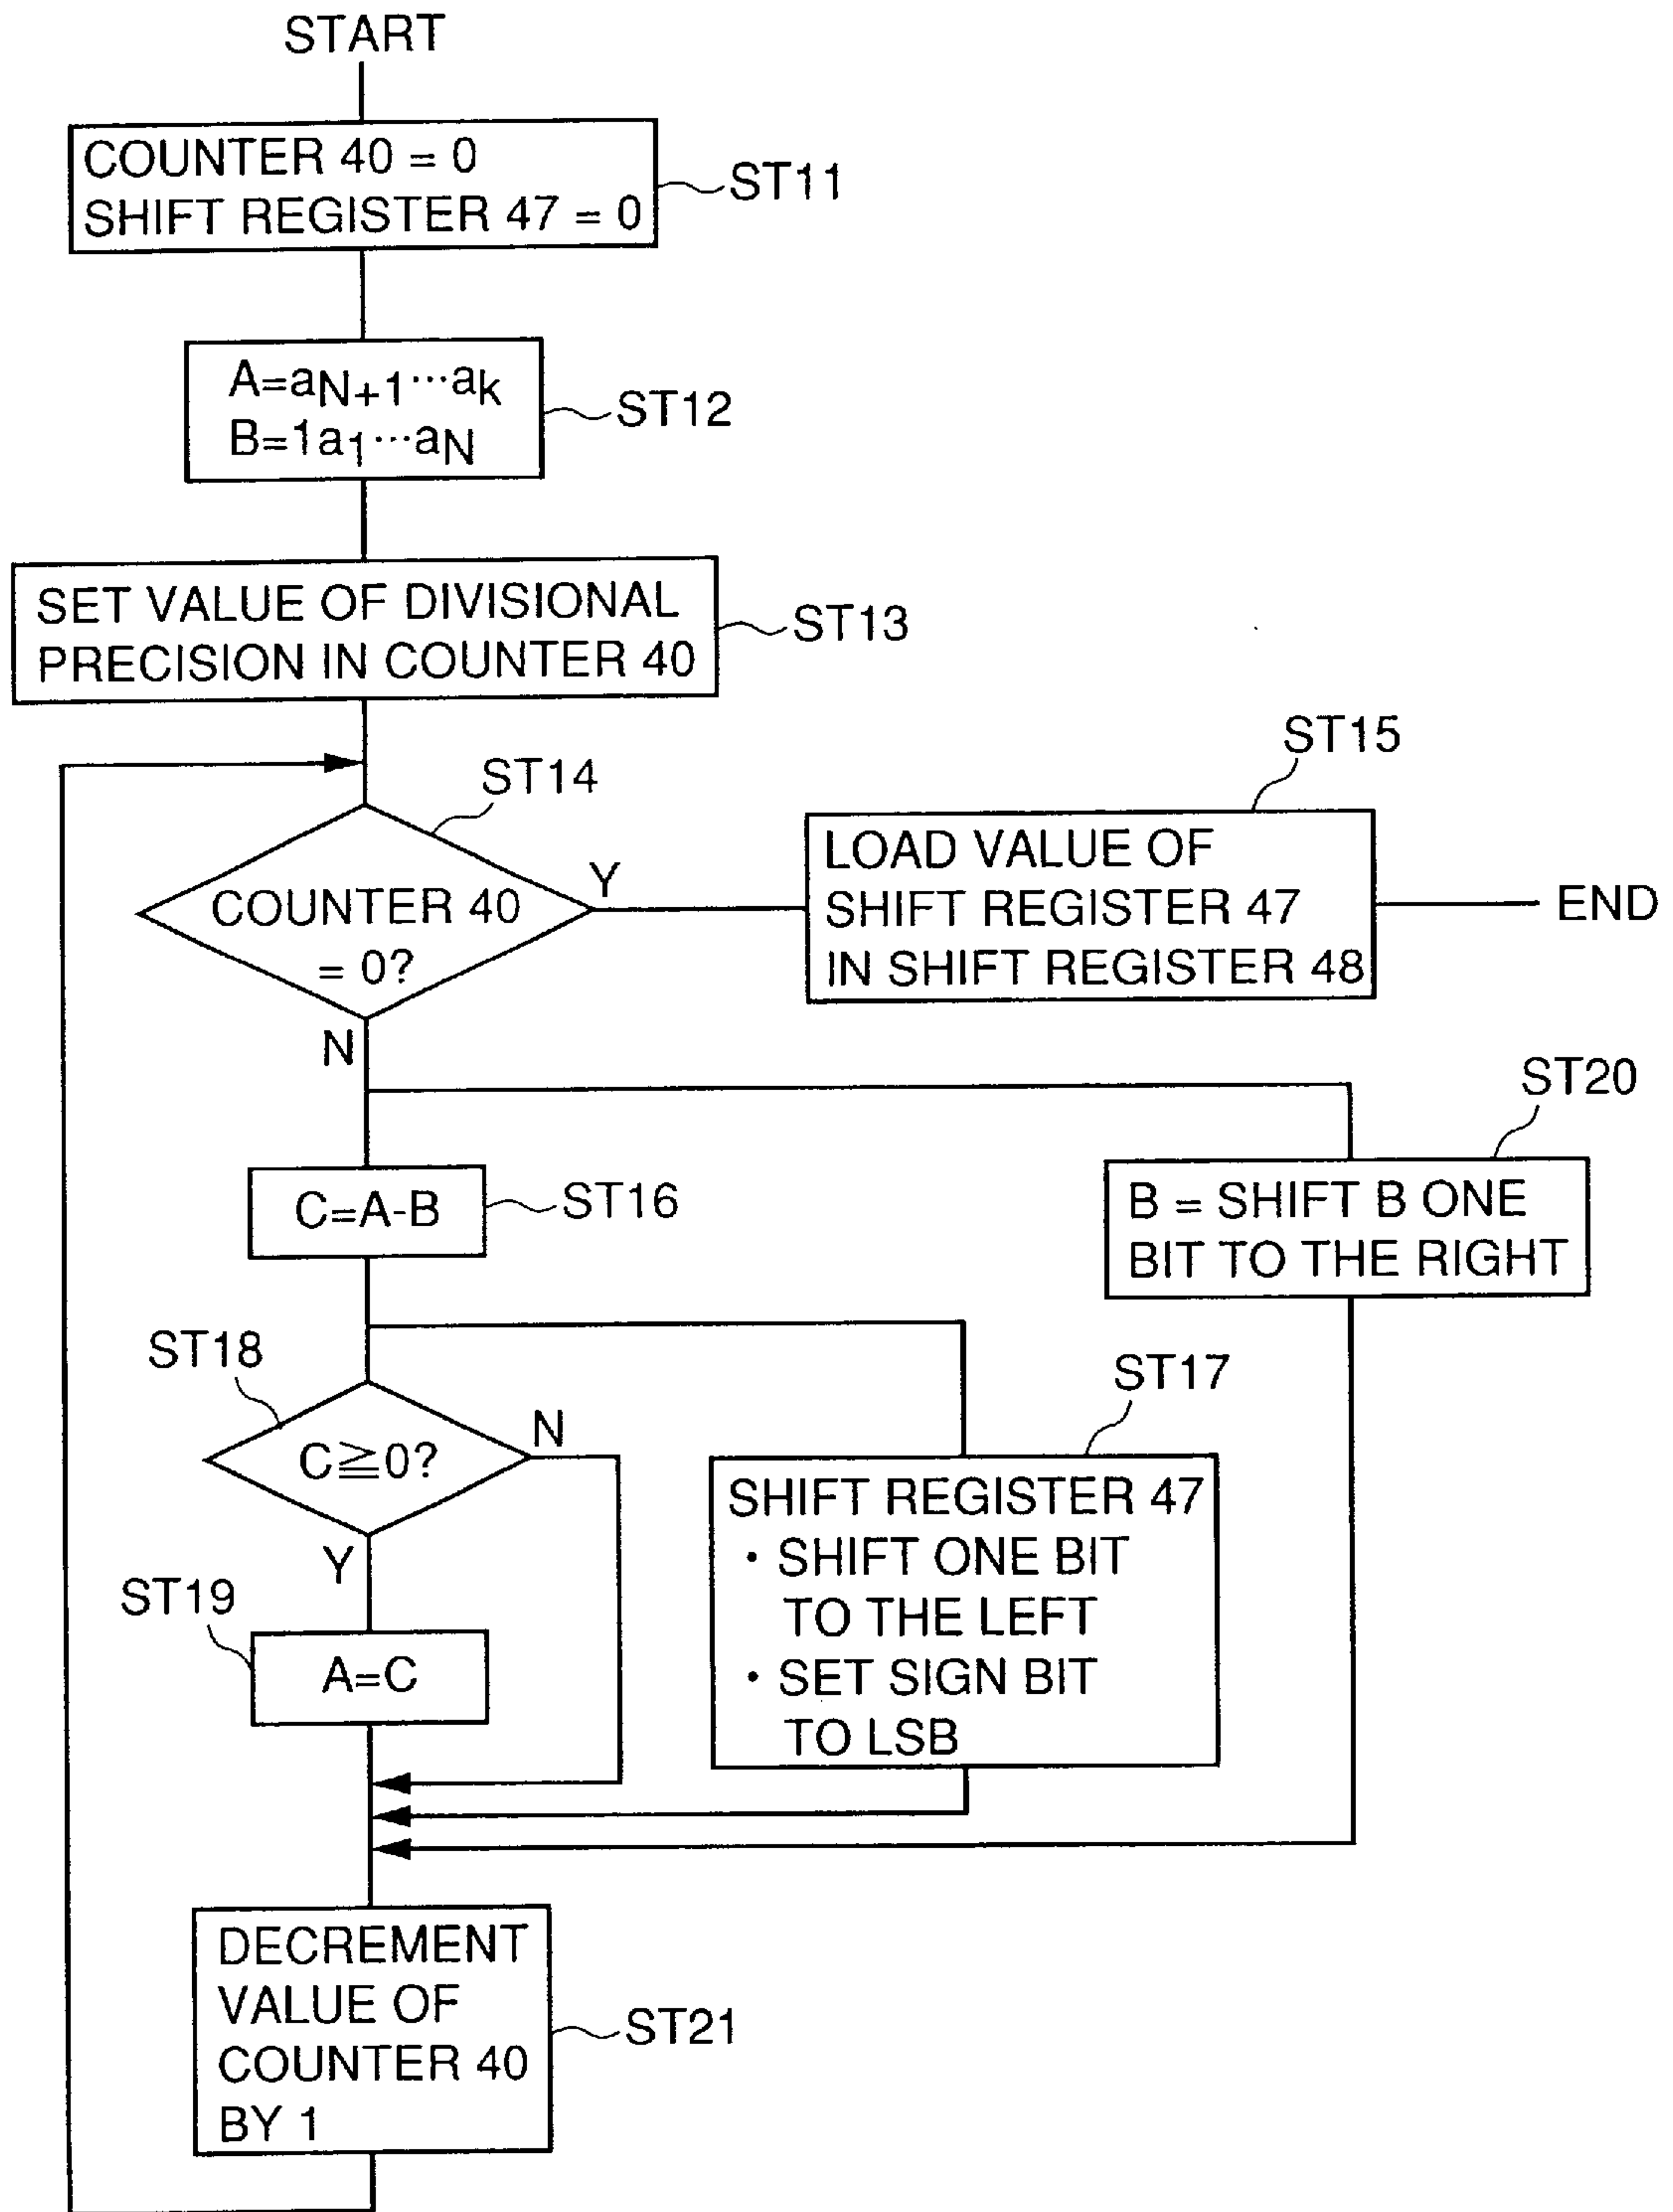 START
COUNTER 40 = 0
SHIFT REGISTER 47 = 0
ST11
A=aN+1···ak
B=1a1···aN
ST12
SET VALUE OF DIVISIONAL
PRECISION IN COUNTER 40
ST13
ST14
COUNTER 40
= 0?
Y
N
ST15
LOAD VALUE OF
SHIFT REGISTER 47
IN SHIFT REGISTER 48
END
C=A-B
ST16
ST20
B = SHIFT B ONE
BIT TO THE RIGHT
ST18
C≧0?
N
Y
ST17
SHIFT REGISTER 47
· SHIFT ONE BIT
TO THE LEFT
· SET SIGN BIT
TO LSB
ST19
A=C
DECREMENT
VALUE OF
COUNTER 40
BY 1
ST21